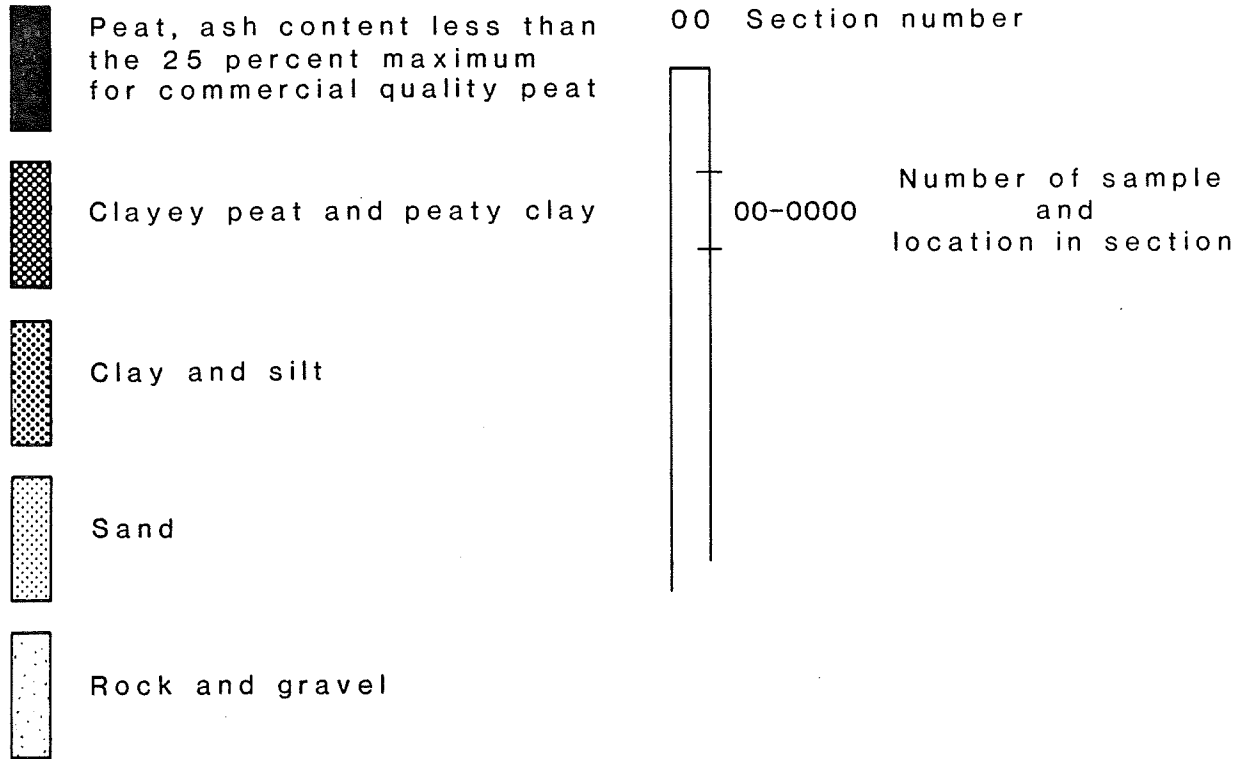 Peat, ash content less than
the 25 percent maximum
for commercial quality peat
Clayey peat and peaty clay
Clay and silt
Sand
Rock and gravel
00 Section number
00-0000
Number of sample
and
location in section